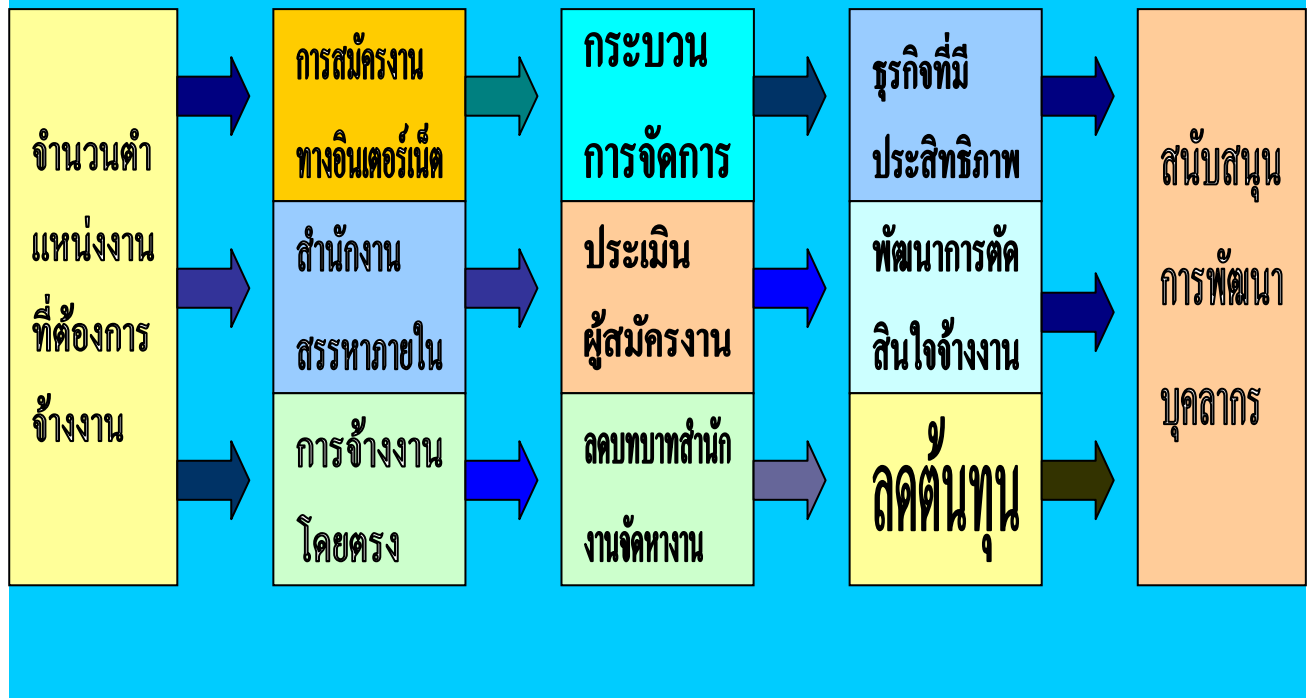 จำนวนตำ
แหน่งงาน
ที่ต้องการ
จ้างงาน
การสมัครงาน
ทางอินเตอร์เน็ต
สำนักงาน
สรรหาภายใน
การจ้างงาน
โดยตรง
กระบวน
การจัดการ
ประเมิน
ผู้สมัครงาน
ลดบทบาทสำนัก
งานจัดหางาน
ธุรกิจที่มี
ประสิทธิภาพ
พัฒนาการตัด
สินใจจ้างงาน
ลดต้นทุน
สนับสนุน
การพัฒนา
บุคลากร